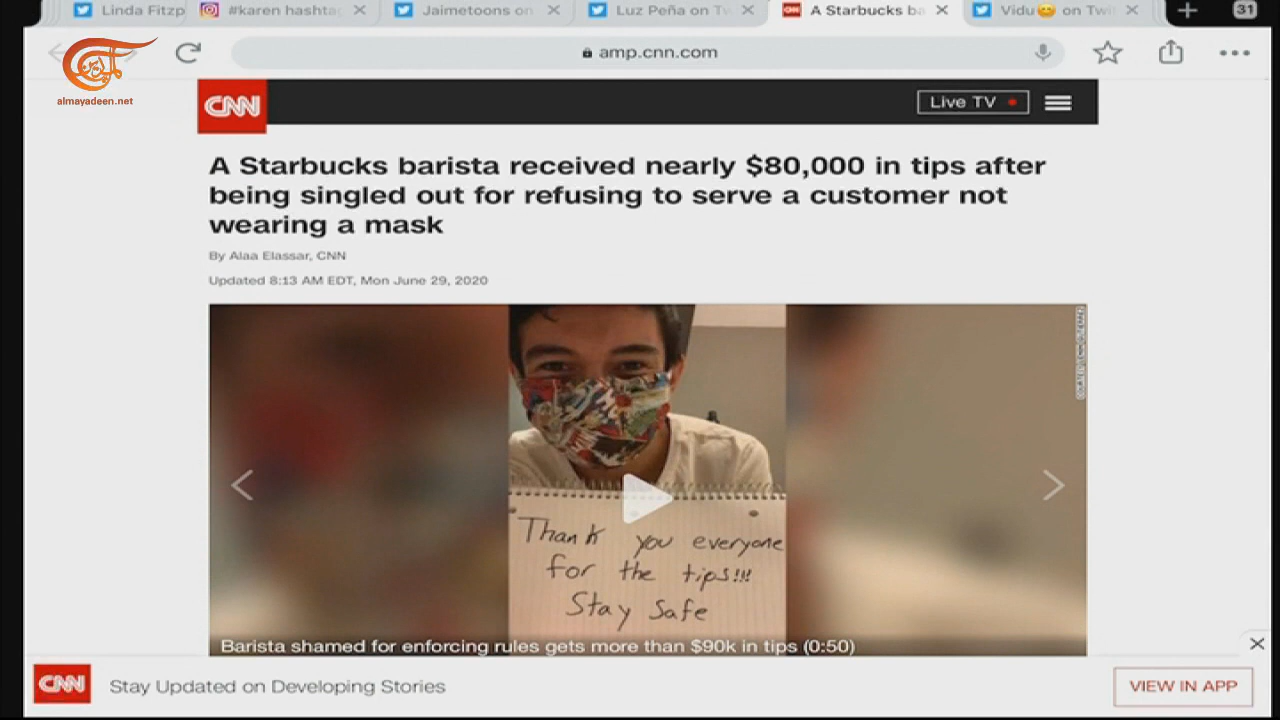 Linda Fitzp
#karen hashta
Jaimetoons on
Luz Peña on Tw
A Starbucks ba
Vidu😊 on Twi
31
amp.cnn.com
almayadeen.net
CNN
Live TV
A Starbucks barista received nearly $80,000 in tips after
being singled out for refusing to serve a customer not
wearing a mask
By Alaa Elassar, CNN
Updated 8:13 AM EDT, Mon June 29, 2020
Thank you everyone
for the tips!!!
Stay Safe
Barista shamed for enforcing rules gets more than $90k in tips (0:50)
CNN
Stay Updated on Developing Stories
VIEW IN APP